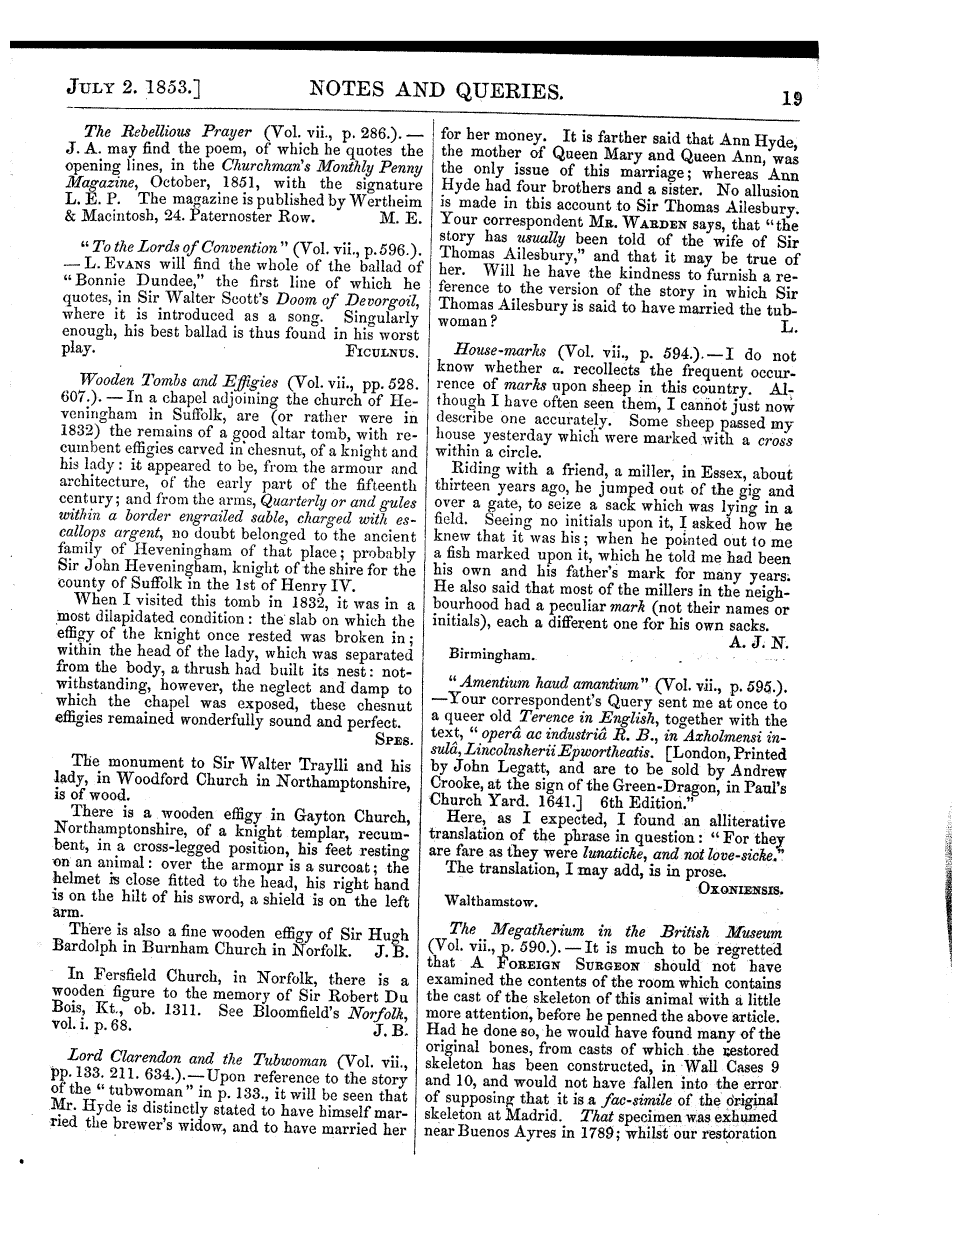 JULY 2. 1853.] NOTES AND QUERIES. 19
The Rebellious Prayer (Vol. vii., p. 286.). —
J. A. may find the poem, of which he quotes the
opening lines, in the Churchman's Monthly Penny
Magazine, October, 1851, with the signature
L. E. P. The magazine is published by Wertheim
& Macintosh, 24. Paternoster Row. M. E.
"To the Lords of Convention" (Vol. vii., p. 596.).
— L. EVANS will find the whole of the ballad of
"Bonnie Dundee," the first line of which he
quotes, in Sir Walter Scott's Doom of Devorgoil,
where it is introduced as a song. Singularly
enough, his best ballad is thus found in his worst
play. FICULNUS.
Wooden Tombs and Effigies (Vol. vii., pp. 528.
607.). — In a chapel adjoining the church of He-
veningham in Suffolk, are (or rather were in
1832) the remains of a good altar tomb, with re-
cumbent effigies carved in chesnut, of a knight and
his lady: it appeared to be, from the armour and
architecture, of the early part of the fifteenth
century; and from the arms, Quarterly or and gules
within a border engrailed sable, charged with es-
callops argent, no doubt belonged to the ancient
family of Heveningham of that place; probably
Sir John Heveningham, knight of the shire for the
county of Suffolk in the 1st of Henry IV.
When I visited this tomb in 1832, it was in a
most dilapidated condition: the slab on which the
effigy of the knight once rested was broken in;
within the head of the lady, which was separated
from the body, a thrush had built its nest: not-
withstanding, however, the neglect and damp to
which the chapel was exposed, these chesnut
effigies remained wonderfully sound and perfect.
SPES.
The monument to Sir Walter Traylli and his
lady, in Woodford Church in Northamptonshire,
is of wood.
There is a wooden effigy in Gayton Church,
Northamptonshire, of a knight templar, recum-
bent, in a cross-legged position, his feet resting
on an animal: over the armour is a surcoat; the
helmet is close fitted to the head, his right hand
is on the hilt of his sword, a shield is on the left
arm.
There is also a fine wooden effigy of Sir Hugh
Bardolph in Burnham Church in Norfolk. J. B.
In Fersfield Church, in Norfolk, there is a
wooden figure to the memory of Sir Robert Du
Bois, Kt., ob. 1311. See Bloomfield's Norfolk,
vol. i. p. 68. J. B.
Lord Clarendon and the Tubwoman (Vol. vii.,
pp. 133. 211. 634.). — Upon reference to the story
of the "tubwoman" in p. 133., it will be seen that
Mr. Hyde is distinctly stated to have himself mar-
ried the brewer's widow, and to have married her
for her money. It is farther said that Ann Hyde,
the mother of Queen Mary and Queen Ann, was
the only issue of this marriage; whereas Ann
Hyde had four brothers and a sister. No allusion
is made in this account to Sir Thomas Ailesbury.
Your correspondent MR. WARDEN says, that "the
story has usually been told of the wife of Sir
Thomas Ailesbury," and that it may be true of
her. Will he have the kindness to furnish a re-
ference to the version of the story in which Sir
Thomas Ailesbury is said to have married the tub-
woman? L.
House-marks (Vol. vii., p. 594.). — I do not
know whether α. recollects the frequent occur-
rence of marks upon sheep in this country. Al-
though I have often seen them, I cannot just now
describe one accurately. Some sheep passed my
house yesterday which were marked with a cross
within a circle.
Riding with a friend, a miller, in Essex, about
thirteen years ago, he jumped out of the gig and
over a gate, to seize a sack which was lying in a
field. Seeing no initials upon it, I asked how he
knew that it was his; when he pointed out to me
a fish marked upon it, which he told me had been
his own and his father's mark for many years.
He also said that most of the millers in the neigh-
bourhood had a peculiar mark (not their names or
initials), each a different one for his own sacks.
A. J. N.
Birmingham.
"Amentium haud amantium" (Vol. vii., p. 595.).
— Your correspondent's Query sent me at once to
a queer old Terence in English, together with the
text, "operâ ac industriâ R. B., in Axholmensi in-
sulâ, Lincolnsherii Epwortheatis. [London, Printed
by John Legatt, and are to be sold by Andrew
Crooke, at the sign of the Green-Dragon, in Paul's
Church Yard. 1641.] 6th Edition."
Here, as I expected, I found an alliterative
translation of the phrase in question: "For they
are fare as they were lunaticke, and not love-sicke."
The translation, I may add, is in prose.
OXONIENSIS.
Walthamstow.
The Megatherium in the British Museum
(Vol. vii., p. 590.). — It is much to be regretted
that A FOREIGN SURGEON should not have
examined the contents of the room which contains
the cast of the skeleton of this animal with a little
more attention, before he penned the above article.
Had he done so, he would have found many of the
original bones, from casts of which the restored
skeleton has been constructed, in Wall Cases 9
and 10, and would not have fallen into the error
of supposing that it is a fac-simile of the original
skeleton at Madrid. That specimen was exhumed
near Buenos Ayres in 1789; whilst our restoration